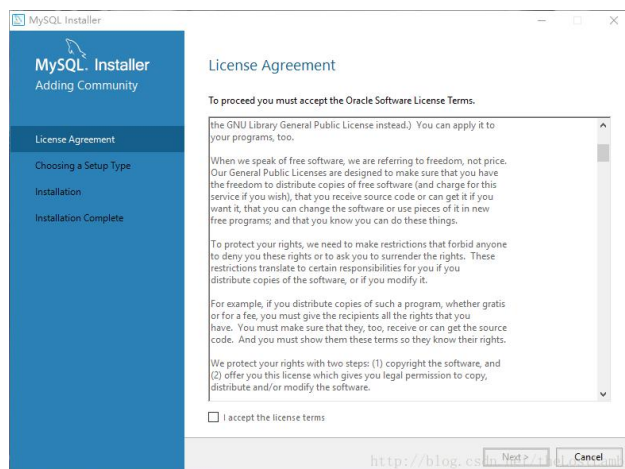 MySQL Installer
MySQL. Installer
Adding Community
License Agreement
Choosing a Setup Type
Installation
Installation Complete
License Agreement
To proceed you must accept the Oracle Software License Terms.
the GNU Library General Public License instead.) You can apply it to
your programs, too.
When we speak of free software, we are referring to freedom, not price.
Our General Public Licenses are designed to make sure that you have
the freedom to distribute copies of free software (and charge for this
service if you wish), that you receive source code or can get it if you
want it, that you can change the software or use pieces of it in new
free programs; and that you know you can do these things.
To protect your rights, we need to make restrictions that forbid anyone
to deny you these rights or to ask you to surrender the rights. These
restrictions translate to certain responsibilities for you if you
distribute copies of the software, or if you modify it.
For example, if you distribute copies of such a program, whether gratis
or for a fee, you must give the recipients all the rights that you
have. You must make sure that they, too, receive or can get the source
code. And you must show them these terms so they know their rights.
We protect your rights with two steps: (1) copyright the software, and
(2) offer you this license which gives you legal permission to copy,
distribute and/or modify the software.
I accept the license terms
Next >
Cancel